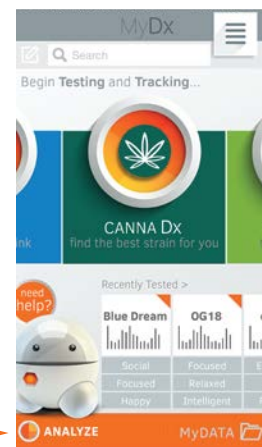 MyDx
Search
Begin Testing and Tracking...
CANNA Dx
ink
find the best strain for you
Recently Tested >
need
help?
Blue Dream
OG18
Social
Focused
Focused
Relaxed
Happy
Intelligent
ANALYZE
MyDATA